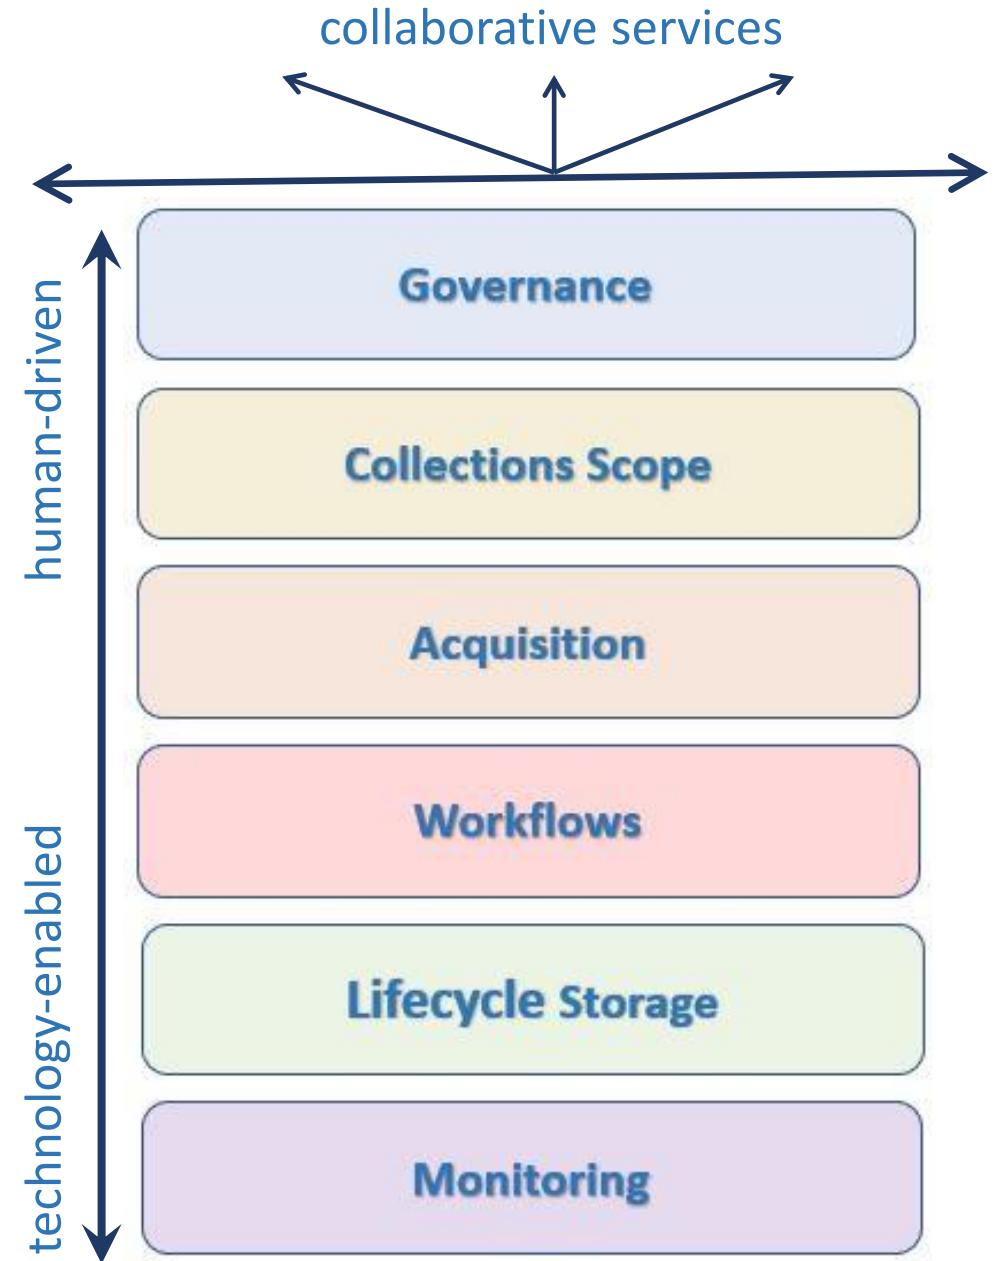 collaborative services
human-driven
Governance
Collections Scope
Acquisition
Workflows
technology-enabled
Lifecycle Storage
Monitoring